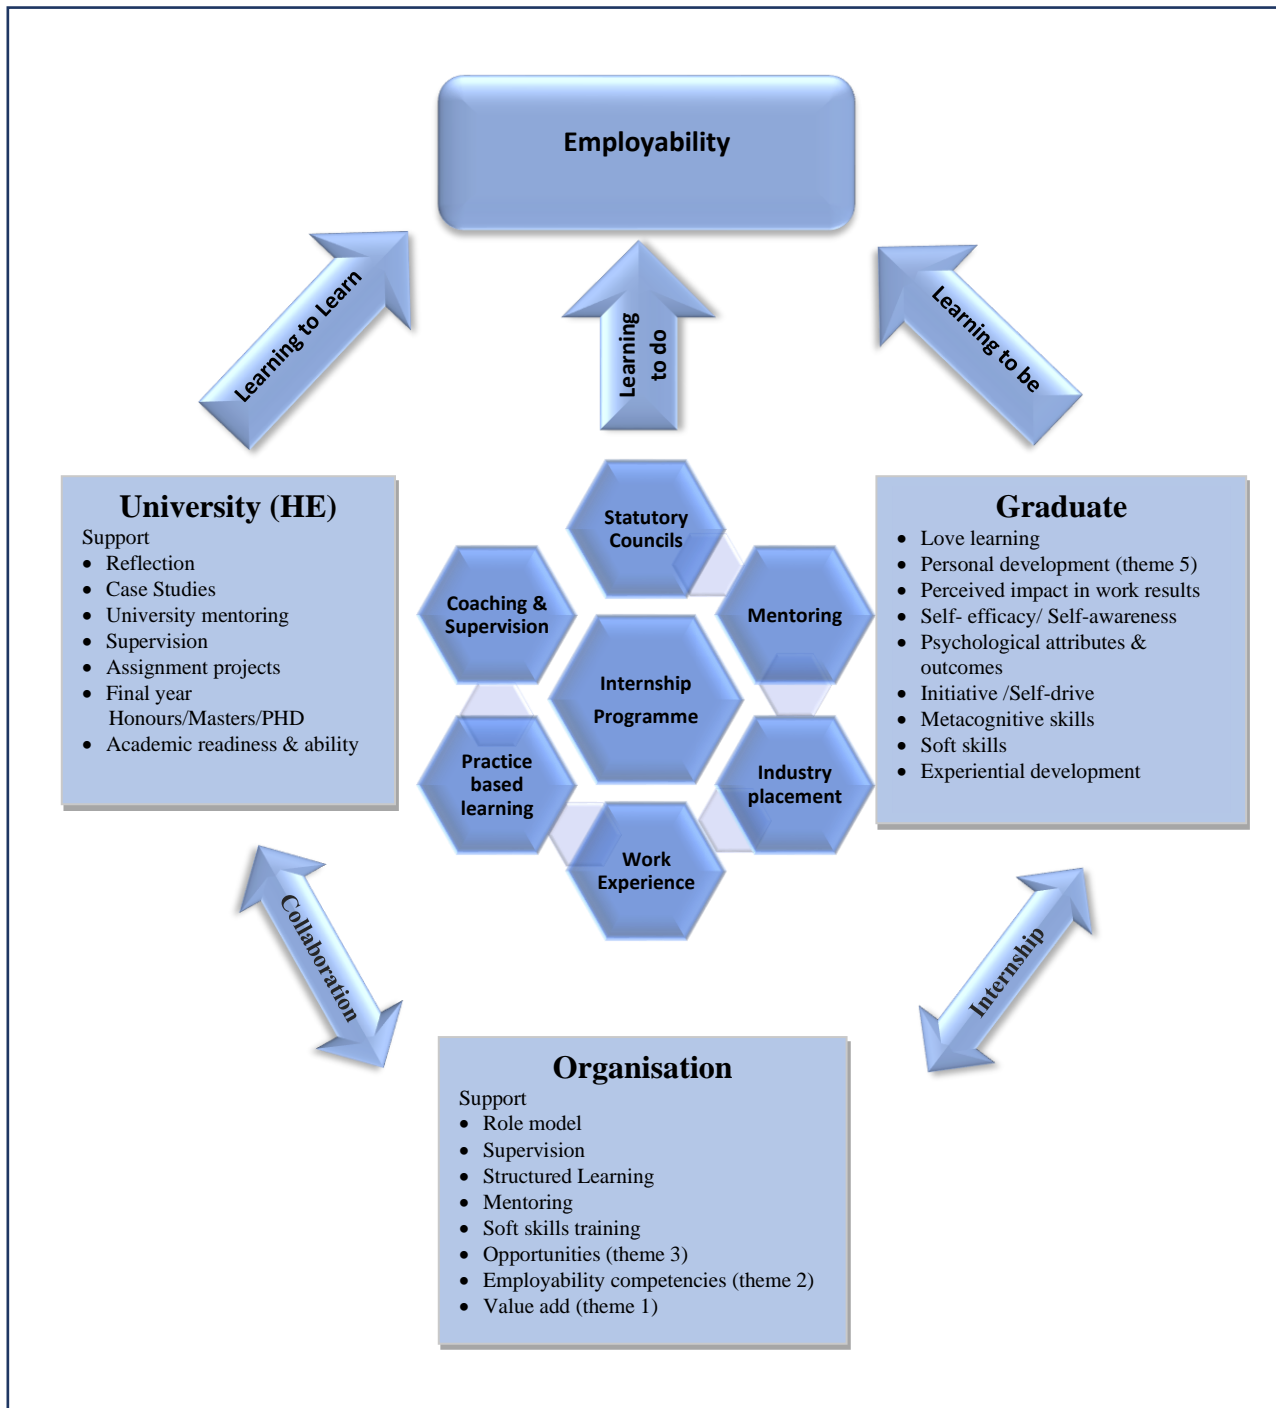 Employability
Learning to Learn
Learning
to do
Learning to be
University (HE)
Support
• Reflection
• Case Studies
• University mentoring
• Supervision
• Assignment projects
• Final year
Honours/Masters/PHD
• Academic readiness & ability
Statutory
Councils
Coaching &
Supervision
Mentoring
Internship
Programme
Practice
based
learning
Industry
placement
Work
Experience
Graduate
• Love learning
• Personal development (theme 5)
• Perceived impact in work results
• Self- efficacy/ Self-awareness
• Psychological attributes &
outcomes
• Initiative /Self-drive
• Metacognitive skills
• Soft skills
• Experiential development
Collaboration
Internship
Organisation
Support
• Role model
• Supervision
• Structured Learning
• Mentoring
• Soft skills training
• Opportunities (theme 3)
• Employability competencies (theme 2)
• Value add (theme 1)